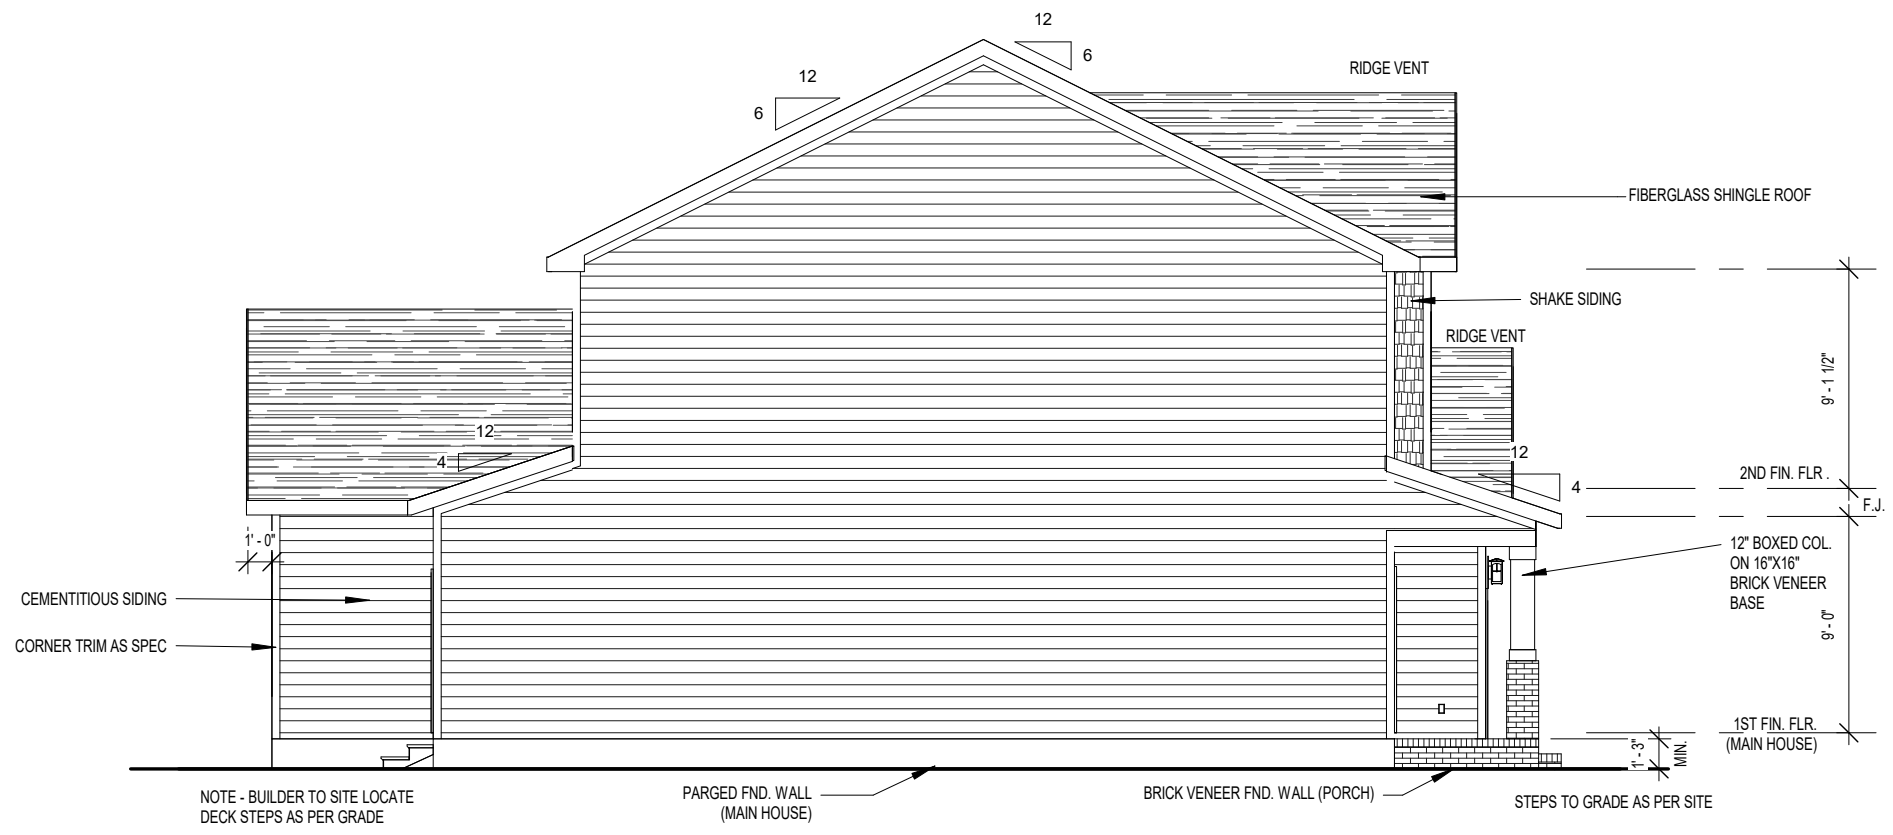 12
6
12
6
RIDGE VENT
FIBERGLASS SHINGLE ROOF
SHAKE SIDING
RIDGE VENT
9' - 1 1/2"
12
4
12
4
2ND FIN. FLR .
F.J.
1' - 0"
12" BOXED COL.
ON 16"X16"
BRICK VENEER
BASE
CEMENTITIOUS SIDING
9' - 0"
CORNER TRIM AS SPEC
1ST FIN. FLR.
(MAIN HOUSE)
1' - 3"
MIN.
NOTE - BUILDER TO SITE LOCATE
DECK STEPS AS PER GRADE
PARGED FND. WALL
(MAIN HOUSE)
BRICK VENEER FND. WALL (PORCH)
STEPS TO GRADE AS PER SITE